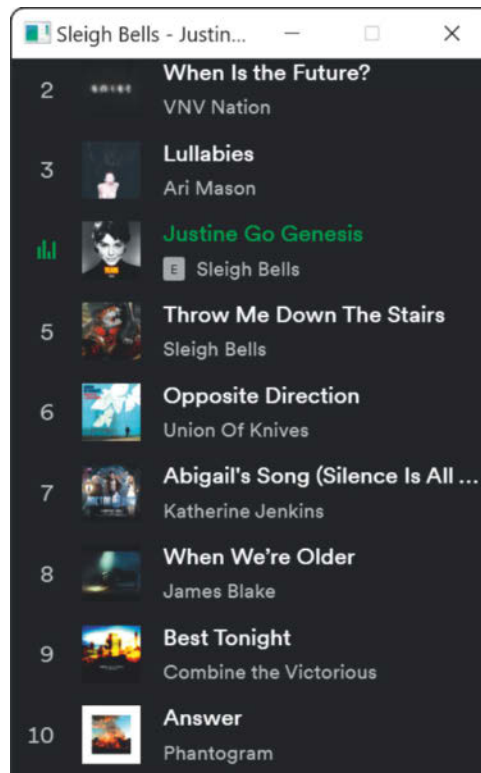 Sleigh Bells - Justin...
2
When Is the Future?
VNV Nation
3
Lullabies
Ari Mason
Justine Go Genesis
E Sleigh Bells
5
Throw Me Down The Stairs
Sleigh Bells
6
Opposite Direction
Union Of Knives
7
Abigail's Song (Silence Is All ...
Katherine Jenkins
8
When We’re Older
James Blake
9
Best Tonight
Combine the Victorious
10
Answer
Phantogram